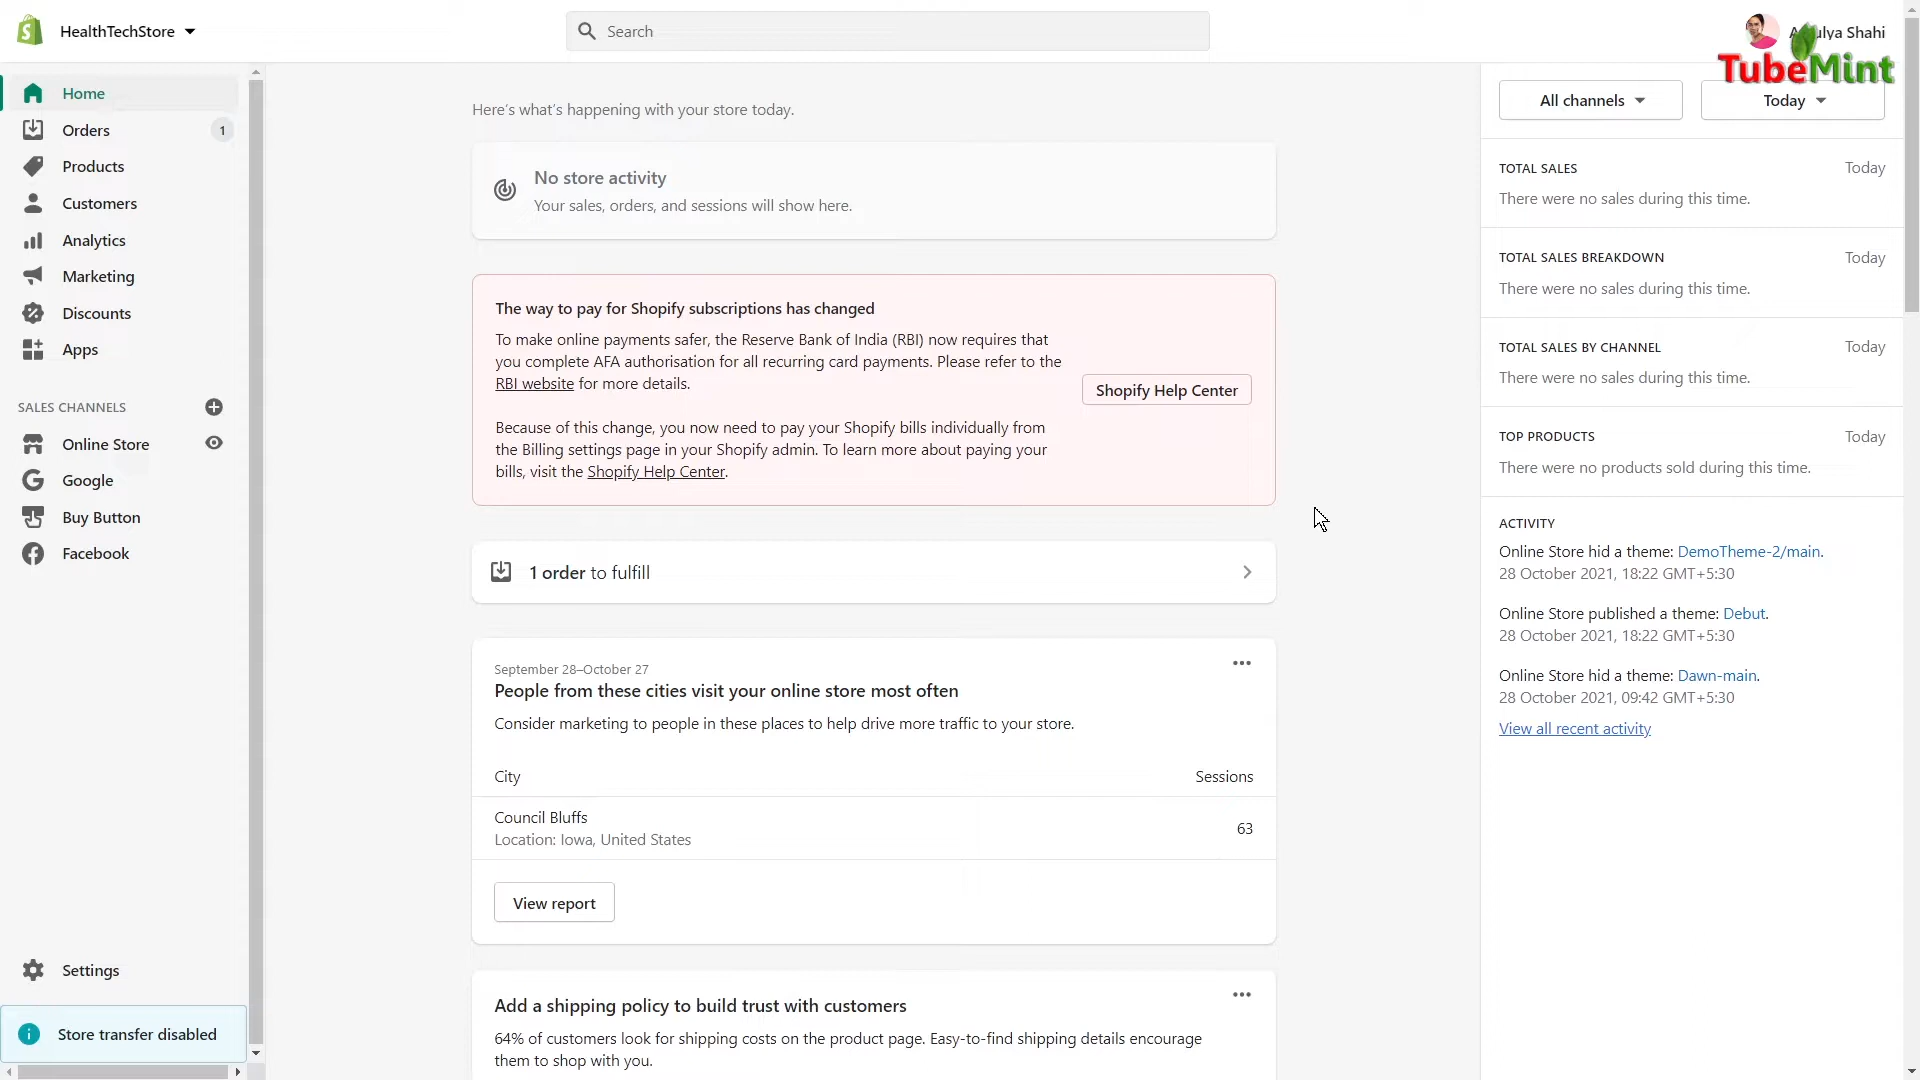 HealthTechStore
Search
ulya Shahi
TubeMint
Home
Orders
1
Products
Customers
Analytics
Marketing
Discounts
Apps
SALES CHANNELS
Online Store
Google
Buy Button
Facebook
Settings
Store transfer disabled
Here's what's happening with your store today.
No store activity
Your sales, orders, and sessions will show here.
The way to pay for Shopify subscriptions has changed
To make online payments safer, the Reserve Bank of India (RBI) now requires that
you complete AFA authorisation for all recurring card payments. Please refer to the
RBI website for more details.
Because of this change, you now need to pay your Shopify bills individually from
the Billing settings page in your Shopify admin. To learn more about paying your
bills, visit the Shopify Help Center.
Shopify Help Center
1 order to fulfill
September 28–October 27
People from these cities visit your online store most often
Consider marketing to people in these places to help drive more traffic to your store.
City Sessions
Council Bluffs
Location: Iowa, United States
63
View report
Add a shipping policy to build trust with customers
64% of customers look for shipping costs on the product page. Easy-to-find shipping details encourage
them to shop with you.
All channels Today
TOTAL SALES Today
There were no sales during this time.
TOTAL SALES BREAKDOWN Today
There were no sales during this time.
TOTAL SALES BY CHANNEL Today
There were no sales during this time.
TOP PRODUCTS Today
There were no products sold during this time.
ACTIVITY
Online Store hid a theme: DemoTheme-2/main.
28 October 2021, 18:22 GMT+5:30
Online Store published a theme: Debut.
28 October 2021, 18:22 GMT+5:30
Online Store hid a theme: Dawn-main.
28 October 2021, 09:42 GMT+5:30
View all recent activity